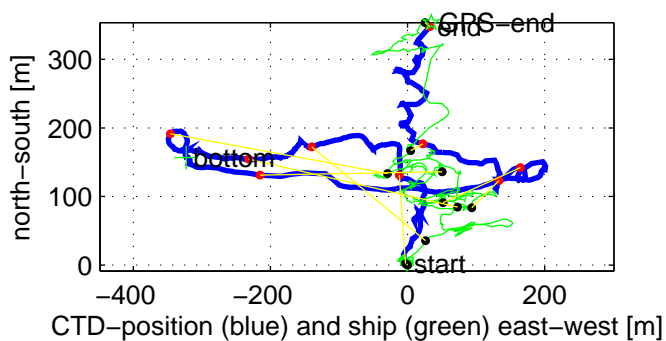 GPS−end
end
300
200
bottom
100
start
0
−400
−200
0
200
north−south [m]
CTD−position (blue) and ship (green) east−west [m]